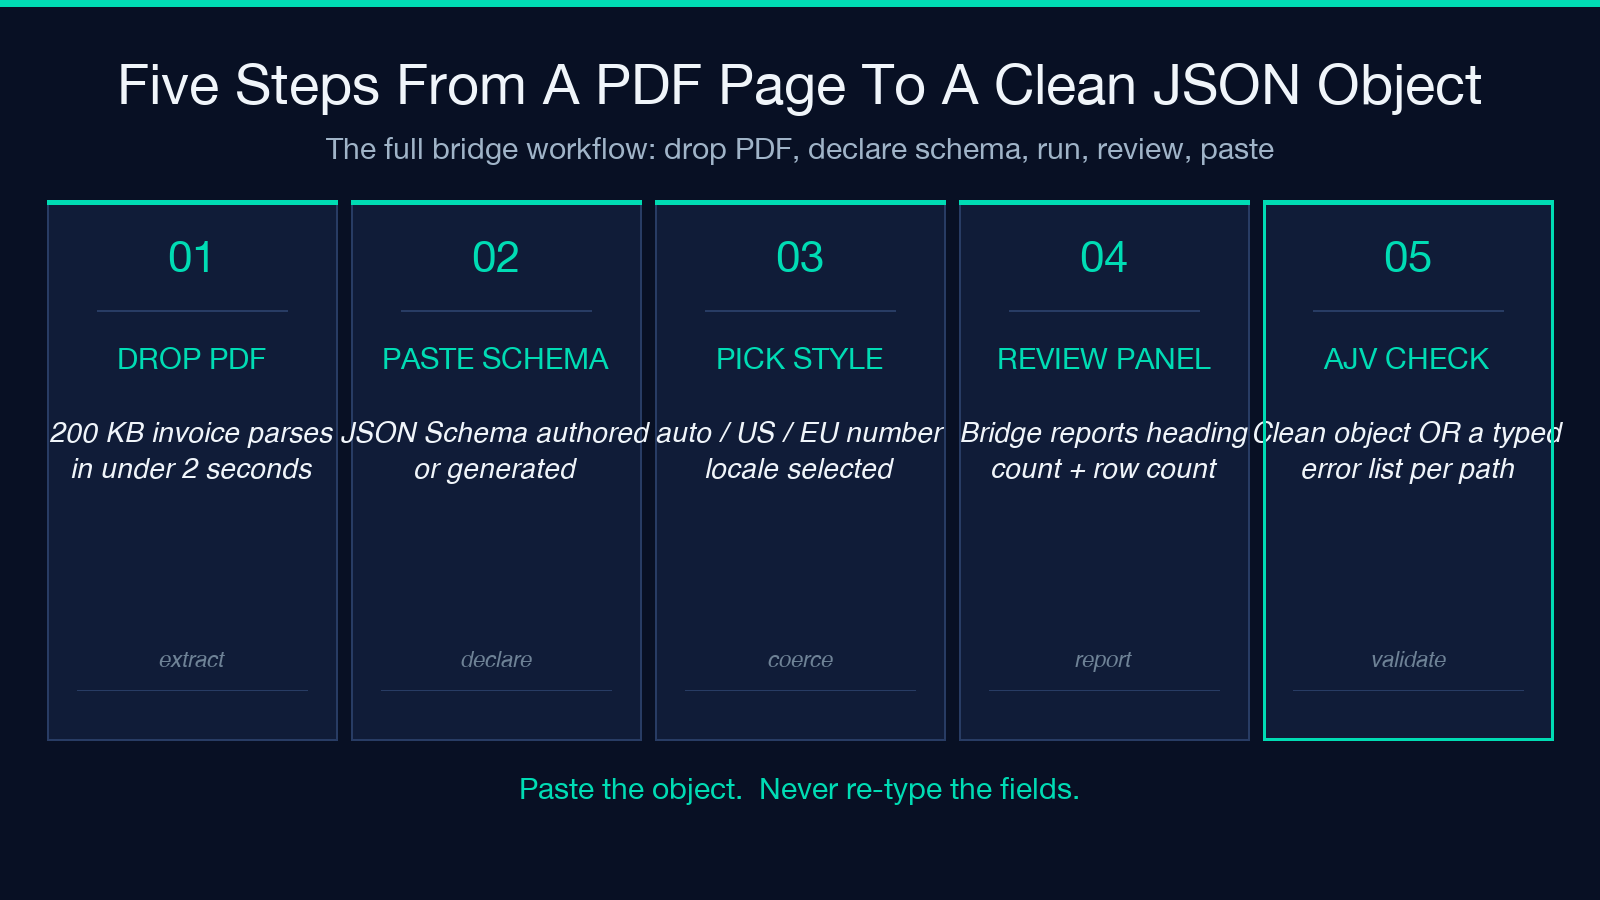 Five Steps From A PDF Page To A Clean JSON Object
The full bridge workflow: drop PDF, declare schema, run, review, paste
01
DROP PDF
200 KB invoice parses
in under 2 seconds
extract
02
PASTE SCHEMA
JSON Schema authored
or generated
declare
03
PICK STYLE
auto / US / EU number
locale selected
coerce
04
REVIEW PANEL
Bridge reports heading
count + row count
report
05
AJV CHECK
Clean object OR a typed
error list per path
validate
Paste the object. Never re-type the fields.